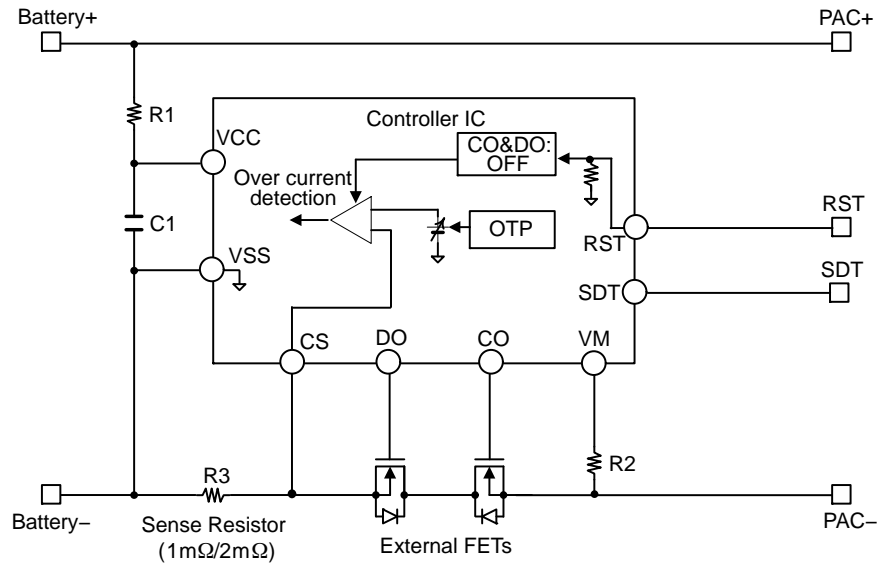 Battery+
PAC+
R1
Controller IC
VCC
CO&DO:
OFF
Over current
detection
C1
OTP
RST
RST
VSS
SDT
SDT
CS
DO
CO
VM
R3
R2
Battery−
Sense Resistor
(1mΩ/2mΩ)
External FETs
PAC−